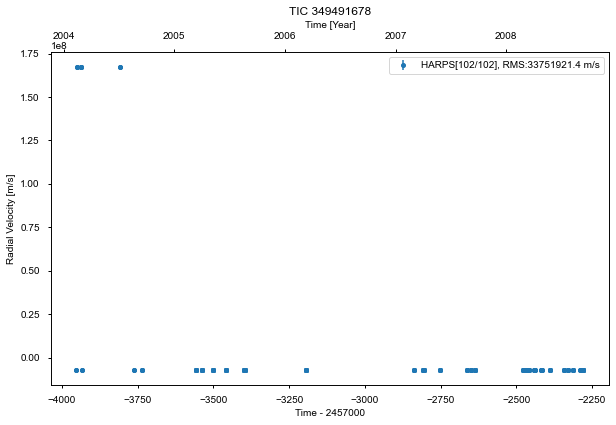 TIC 349491678
Time [Year]
2004 2005 2006 2007 2008
1e8
HARPS[102/102], RMS:33751921.4 m/s
1.75
1.50
1.25
1.00
0.75
0.50
0.25
0.00
Radial Velocity [m/s]
−4000 −3750 −3500 −3250 −3000 −2750 −2500 −2250
Time - 2457000